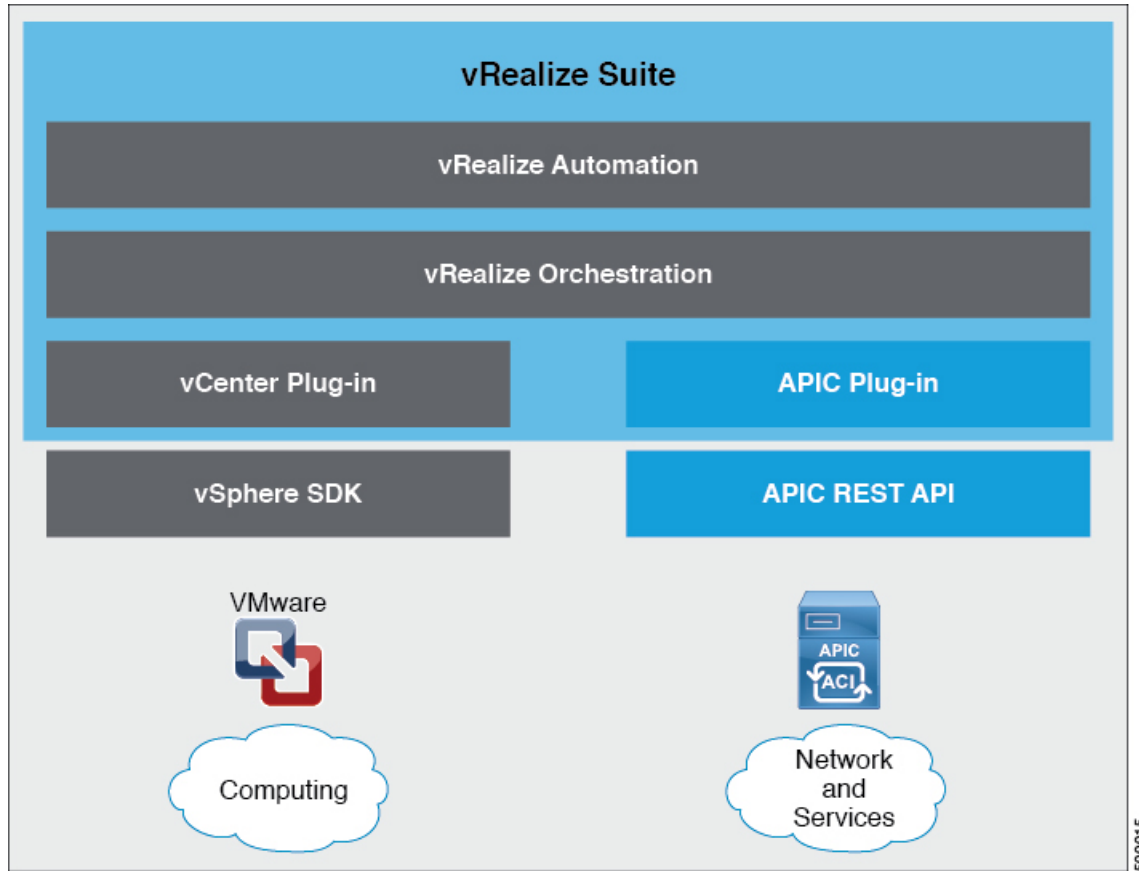 vRealize Suite
vRealize Automation
vRealize Orchestration
vCenter Plug-in
APIC Plug-in
vSphere SDK
APIC REST API
VMware
APIC
ACI
Computing
Network
and
Services